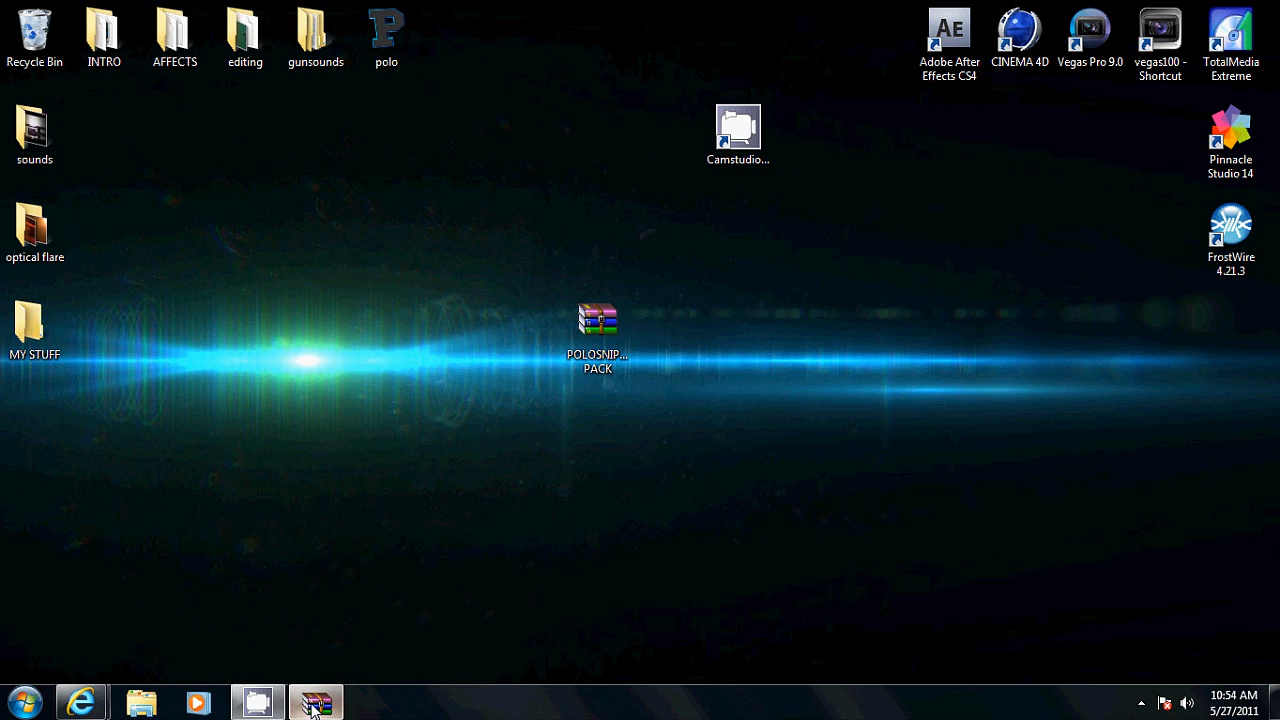 Recycle Bin
INTRO
AFFECTS
editing
gunsounds
P
polo
AE
Adobe After
Effects CS4
CINEMA 4D
Vegas Pro 9.0
vegas100 -
Shortcut
TotalMedia
Extreme
sounds
Camstudio...
Pinnacle
Studio 14
optical flare
FrostWire
4.21.3
MY STUFF
POLOSNIP...
PACK
10:54 AM
5/27/2011